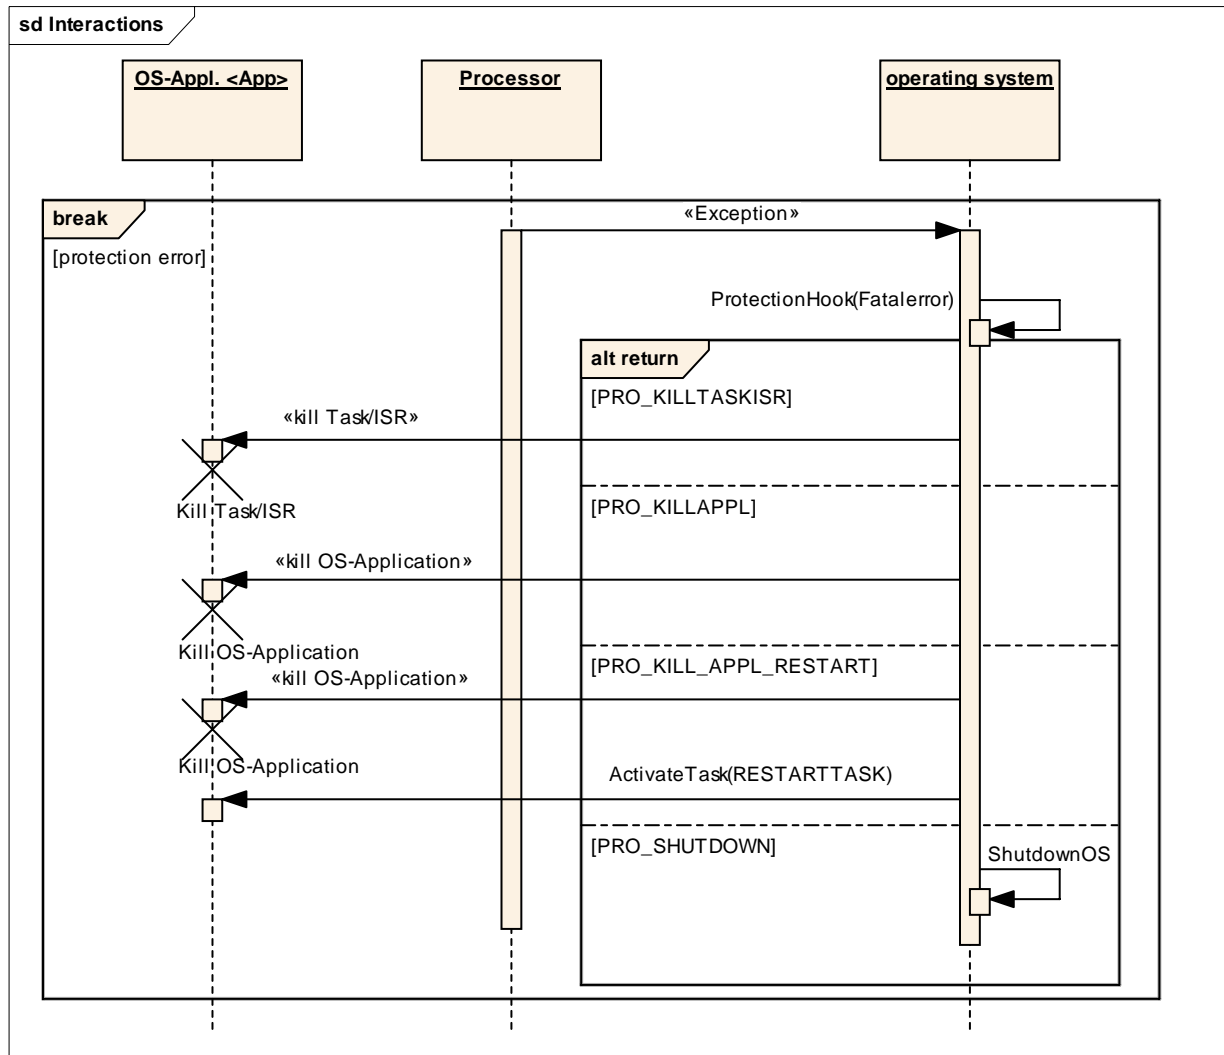 sd Interactions
OS-Appl. <App>
Processor
operating system
break
«Exception»
[protection error]
ProtectionHook(Fatalerror)
alt return
[PRO_KILLTASKISR]
«kill Task/ISR»
Kill Task/ISR
[PRO_KILLAPPL]
«kill OS-Application»
Kill OS-Application
[PRO_KILL_APPL_RESTART]
«kill OS-Application»
Kill OS-Application
ActivateTask(RESTARTTASK)
[PRO_SHUTDOWN]
ShutdownOS